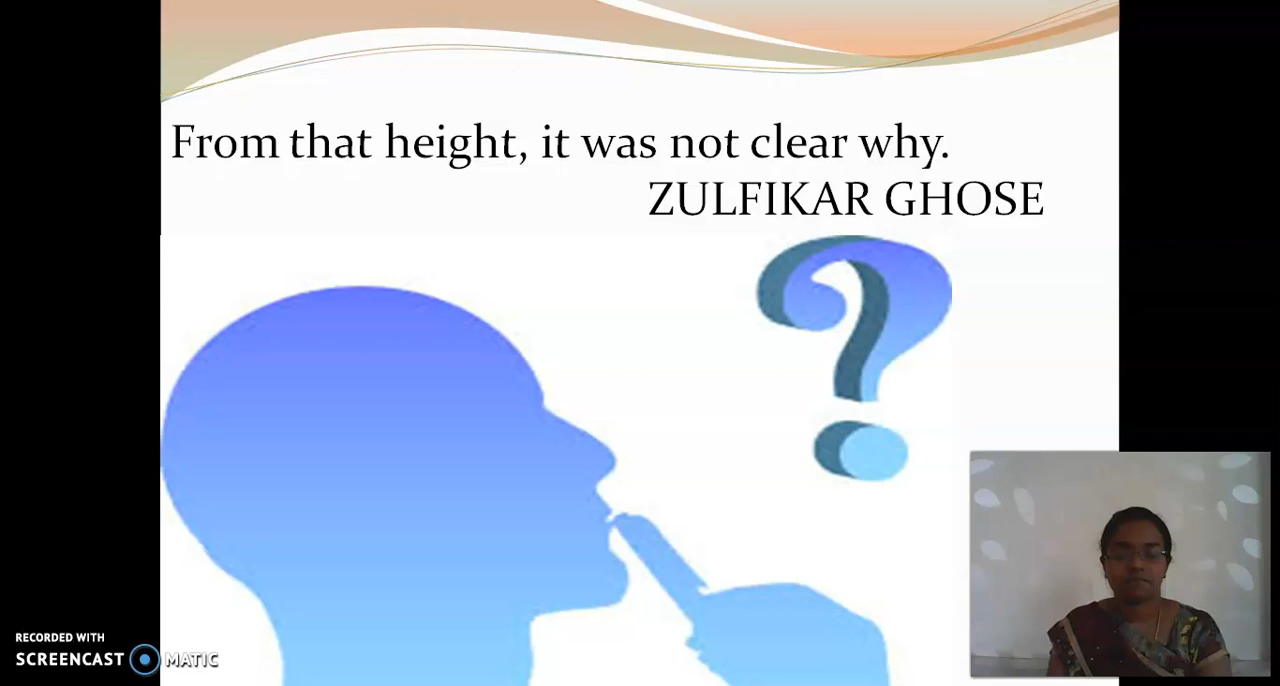 From that height, it was not clear why.
ZULFIKAR GHOSE
RECORDED WITH
SCREENCAST MATIC